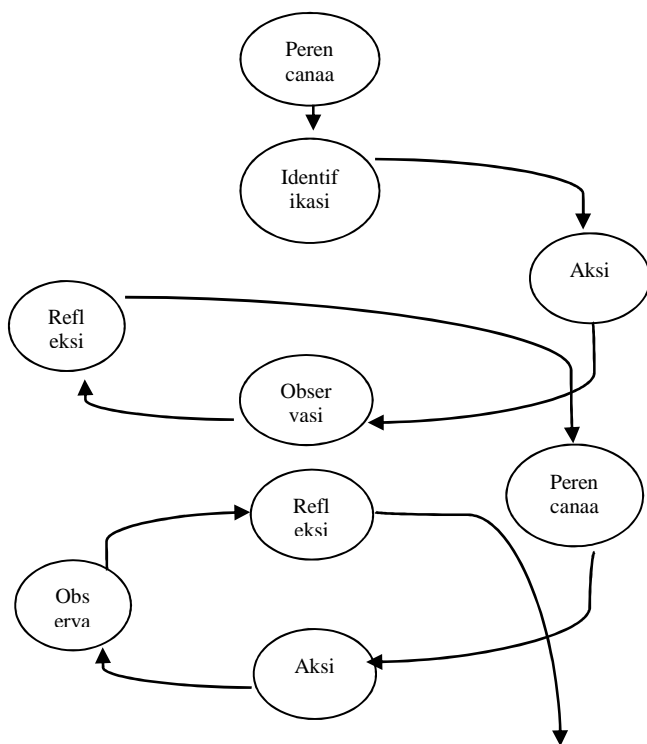 Peren
canaa
Identif
ikasi
Aksi
Refl
eksi
Obser
vasi
Peren
canaa
Refl
eksi
Obs
erva
Aksi